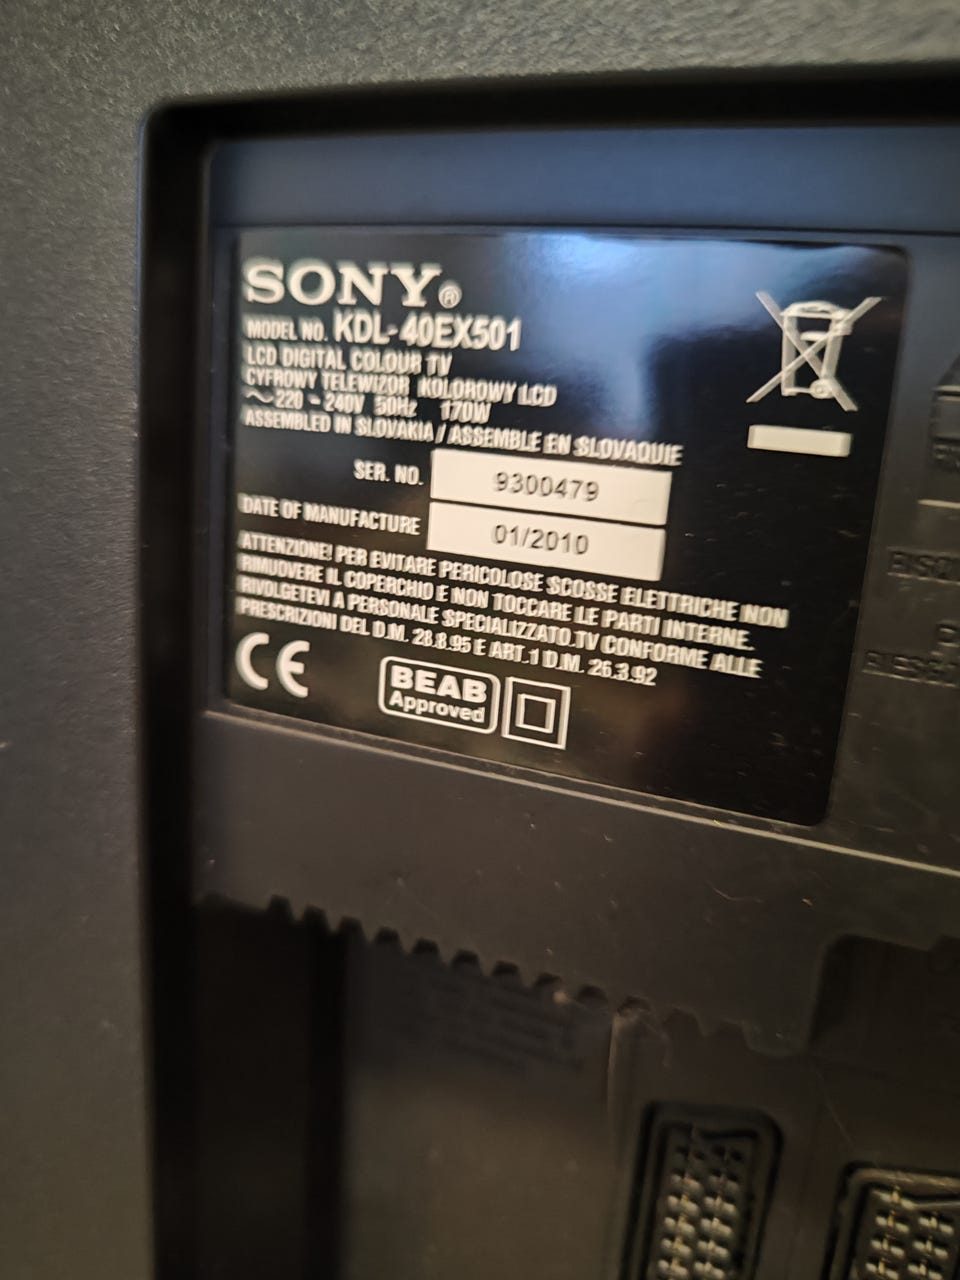 SONY®
MODEL NO. KDL-40EX501
LCD DIGITAL COLOUR TV
CYFROWY TELEWIZOR KOLOROWY LCD
~220 - 240V 50Hz 170W
ASSEMBLED IN SLOVAKIA / ASSEMBLE EN SLOVAQUIE
SER. NO. 9300479
DATE OF MANUFACTURE 01/2010
ATTENZIONE! PER EVITARE PERICOLOSE SCOSSE ELETTRICHE NON
RIMUOVERE IL COPERCHIO E NON TOCCARE LE PARTI INTERNE.
RIVOLGETEVI A PERSONALE SPECIALIZZATO.TV CONFORME ALLE
PRESCRIZIONI DEL D.M. 28.8.95 E ART.1 D.M. 26.3.92
CE
BEAB
Approved